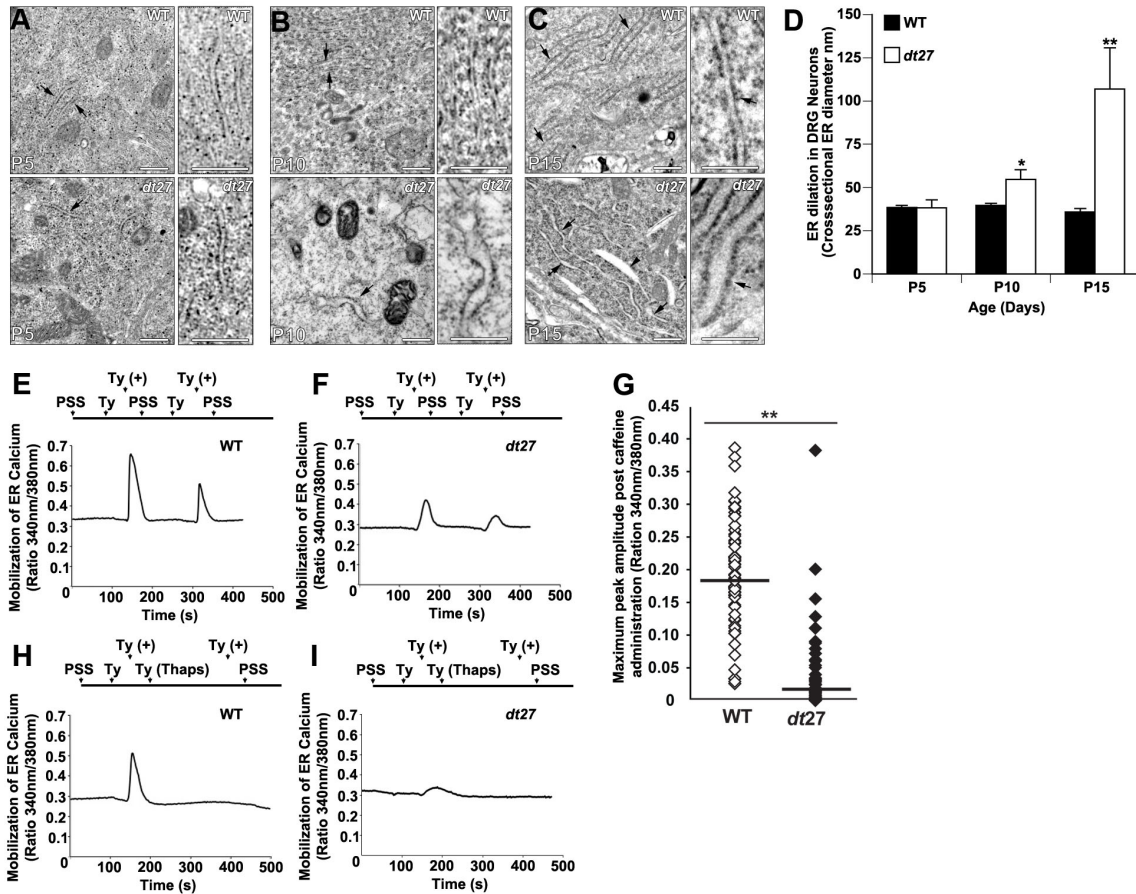 A
WT
P5
dt27
P5
dt27
B
WT
P10
dt27
P10
dt27
C
WT
P15
dt27
P15
dt27
D
WT
dt27
ER dilation in DRG Neurons
(Crosssectional ER diameter nm)
150
125
100
75
50
25
0
*
**
P5 P10 P15
Age (Days)
E
Ty (+) Ty (+)
PSS Ty PSS Ty PSS
WT
Mobilization of ER Calcium
(Ratio 340nm/380nm)
0.7
0.6
0.5
0.4
0.3
0.2
0.1
0 100 200 300 400 500
Time (s)
F
Ty (+) Ty (+)
PSS Ty PSS Ty PSS
dt27
Mobilization of ER Calcium
(Ratio 340nm/380nm)
0.7
0.6
0.5
0.4
0.3
0.2
0.1
0 100 200 300 400 500
Time (s)
G
Maximum peak amplitude post caffeine
administration (Ration 340nm/380nm)
0.45
0.40
0.35
0.30
0.25
0.20
0.15
0.10
0.05
0
**
WT dt27
H
Ty (+) Ty (+)
PSS Ty Ty (Thaps) PSS
WT
Mobilization of ER Calcium
(Ratio 340nm/380nm)
0.7
0.6
0.5
0.4
0.3
0.2
0.1
0 100 200 300 400 500
Time (s)
I
Ty (+) Ty (+)
PSS Ty Ty (Thaps) PSS
dt27
Mobilization of ER Calcium
(Ratio 340nm/380nm)
0.7
0.6
0.5
0.4
0.3
0.2
0.1
0 100 200 300 400 500
Time (s)